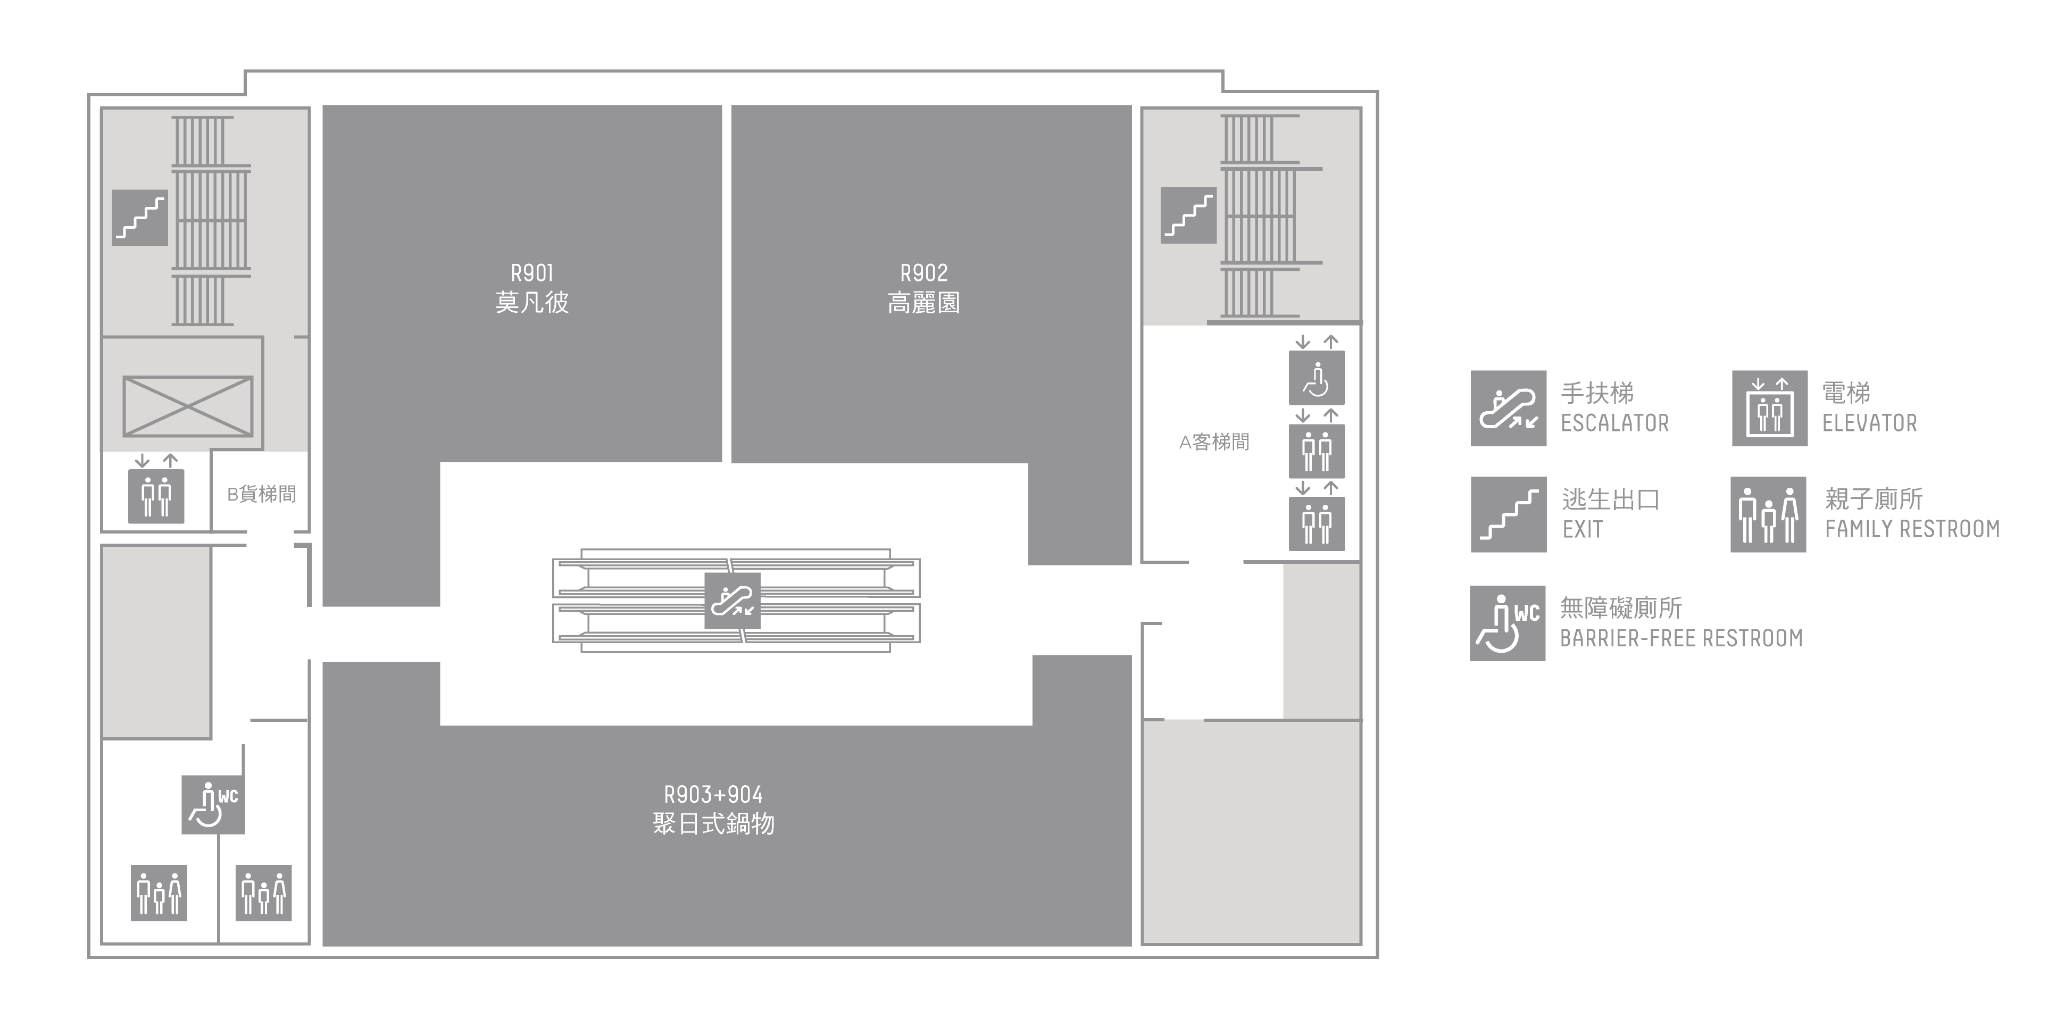 R901
莫凡彼
R902
高麗園
A客梯間
B貨梯間
R903+904
聚日式鍋物
WC
手扶梯
ESCALATOR
電梯
ELEVATOR
逃生出口
EXIT
親子廁所
FAMILY RESTROOM
WC
無障礙廁所
BARRIER-FREE RESTROOM